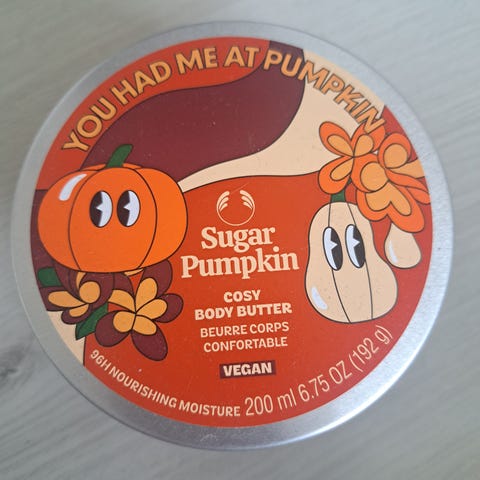 YOU HAD ME AT PUMPKIN
Sugar
Pumpkin
COSY
BODY BUTTER
BEURRE CORPS
CONFORTABLE
VEGAN
96H NOURISHING MOISTURE 200 ml 6.75 OZ (192 g)